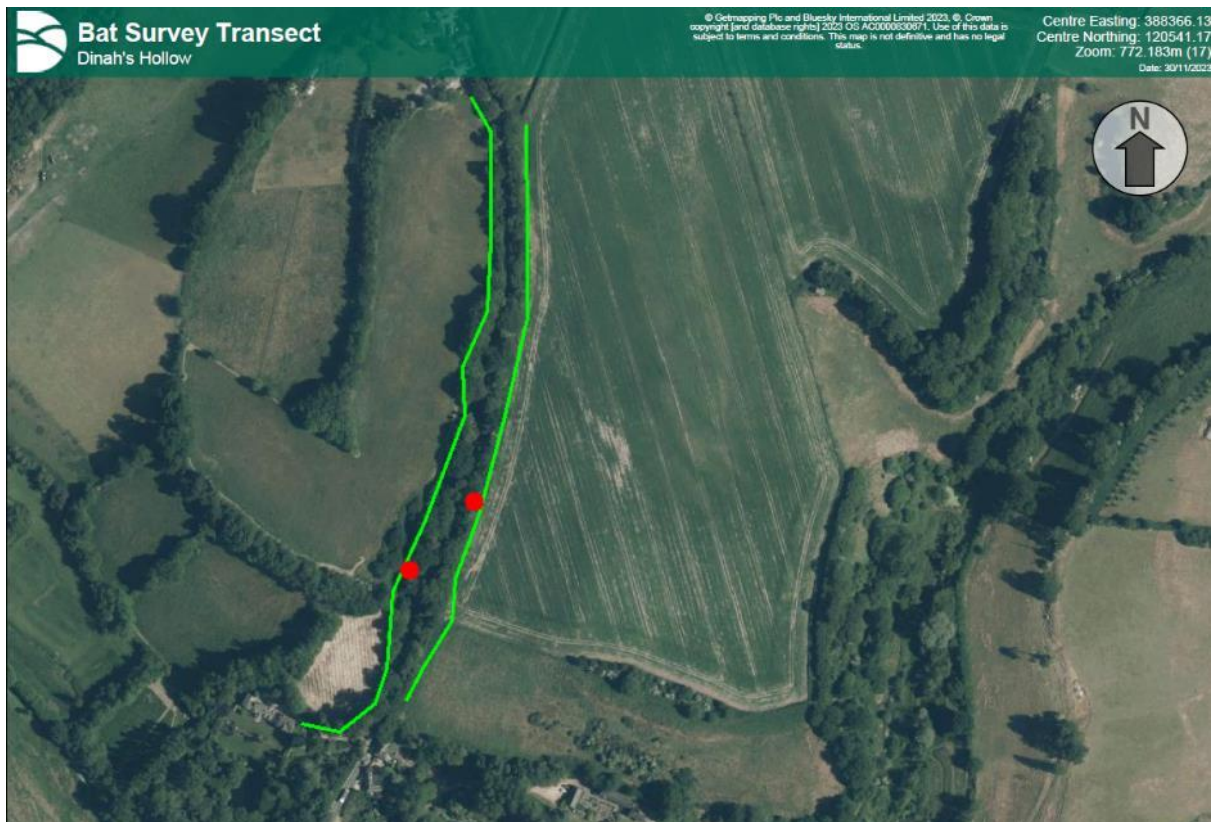 Bat Survey Transect
Dinah's Hollow
© Getmapping Plc and Bluesky International Limited 2023, ©, Crown
copyright [and database rights] 2023 OS AC0000830671. Use of this data is
subject to terms and conditions. This map is not definitive and has no legal
status.
Centre Easting: 388366.13
Centre Northing: 120541.17
Zoom: 772.183m (17)
Date: 30/11/2023
N